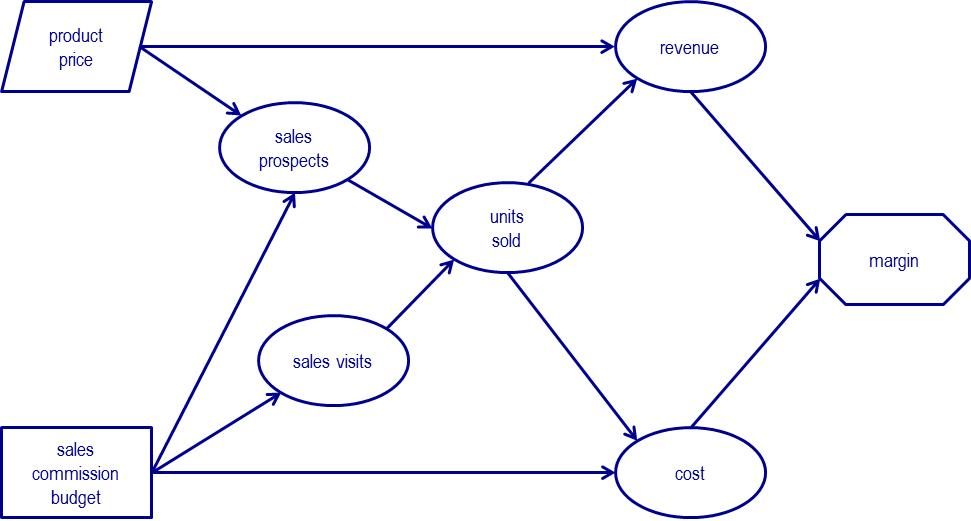 product
price
revenue
sales
prospects
units
sold
margin
sales visits
sales
commission
budget
cost